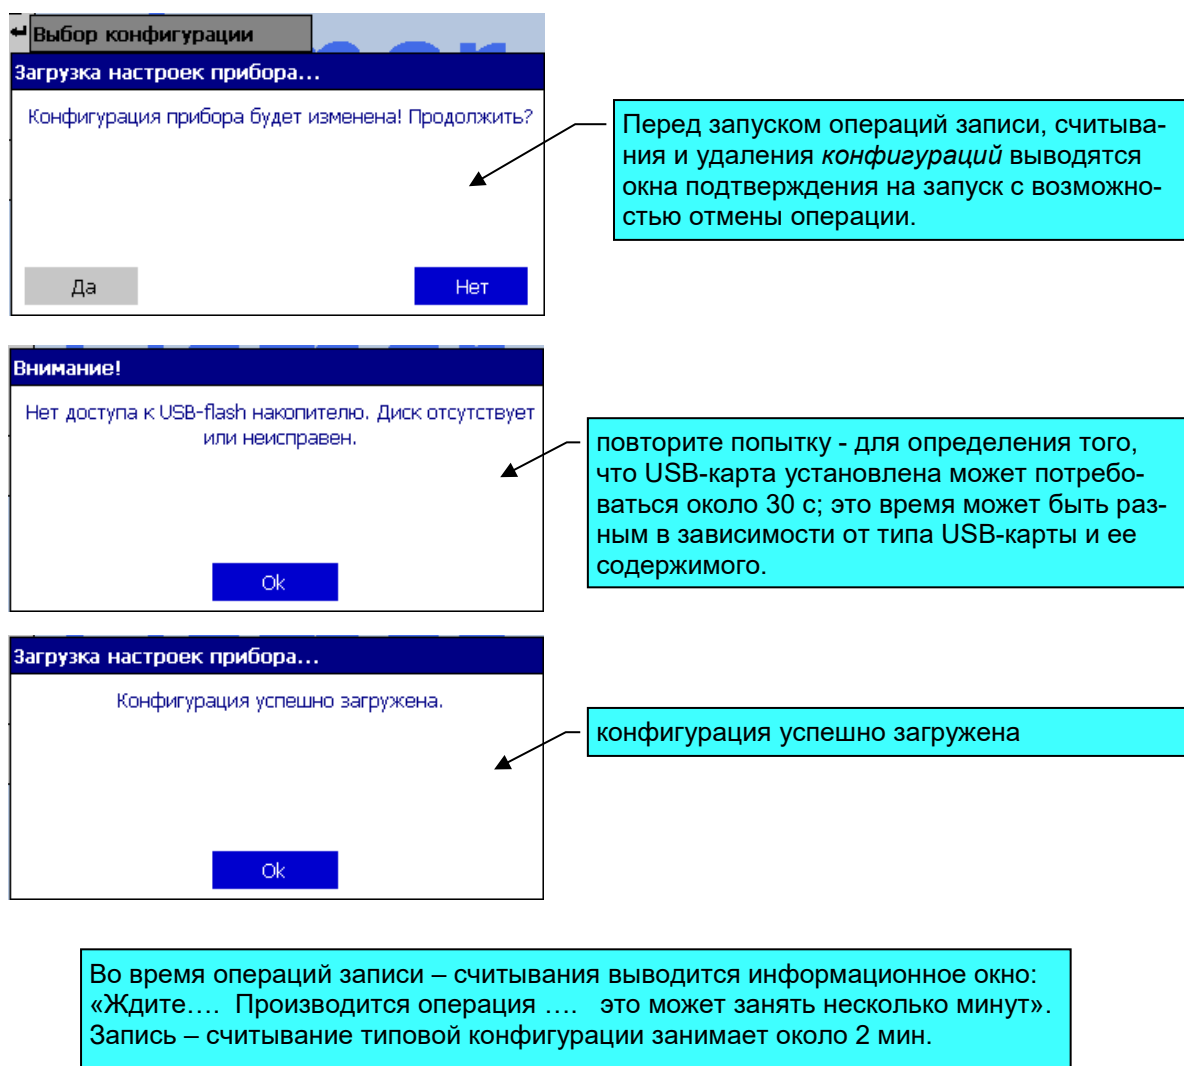 Выбор конфигурации
Загрузка настроек прибора...
Конфигурация прибора будет изменена! Продолжить?
Да
Нет
Перед запуском операций записи, считыва-
ния и удаления конфигураций выводятся
окна подтверждения на запуск с возможно-
стью отмены операции.
Внимание!
Нет доступа к USB-flash накопителю. Диск отсутствует
или неисправен.
Ok
повторите попытку - для определения того,
что USB-карта установлена может потребо-
ваться около 30 с; это время может быть раз-
ным в зависимости от типа USB-карты и ее
содержимого.
Загрузка настроек прибора...
Конфигурация успешно загружена.
Ok
конфигурация успешно загружена
Во время операций записи – считывания выводится информационное окно:
«Ждите…. Производится операция …. это может занять несколько минут».
Запись – считывание типовой конфигурации занимает около 2 мин.